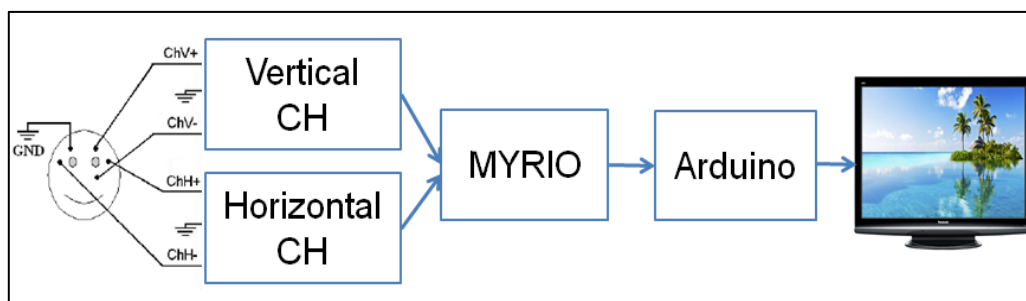 ChV+
Vertical
CH
ChV-
GND
ChH+
Horizontal
CH
ChH-
MYRIO
Arduino